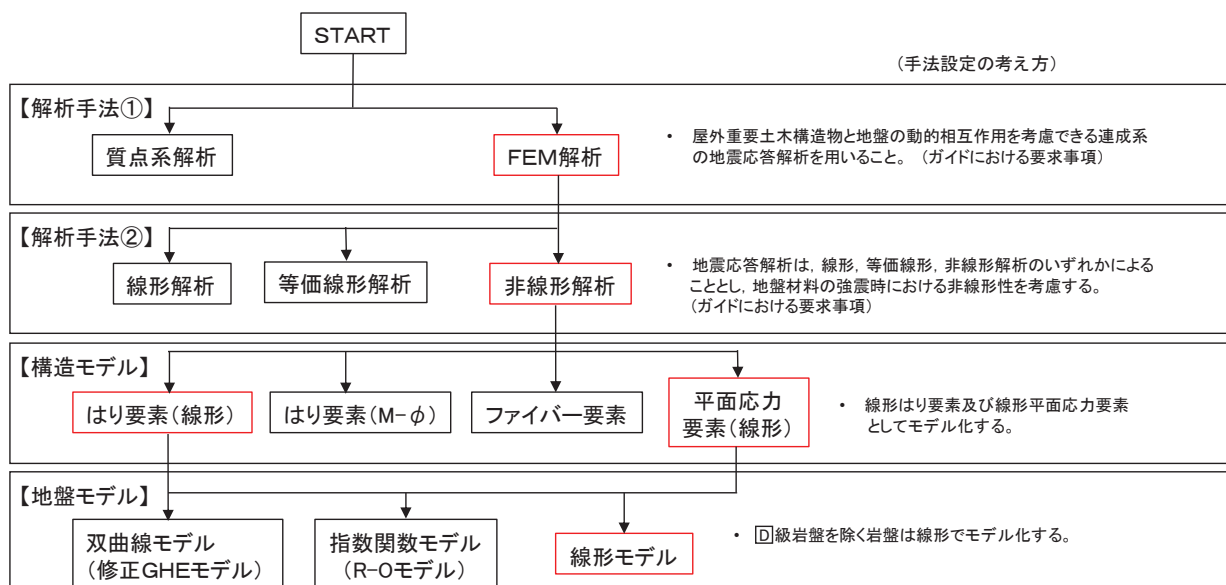 START
(手法設定の考え方)
【解析手法①】
質点系解析
FEM解析
・ 屋外重要土木構造物と地盤の動的相互作用を考慮できる連成系
の地震応答解析を用いること。（ガイドにおける要求事項）
【解析手法②】
線形解析
等価線形解析
非線形解析
・ 地震応答解析は，線形，等価線形，非線形解析のいずれかによる
こととし，地盤材料の強震時における非線形性を考慮する。
（ガイドにおける要求事項）
【構造モデル】
はり要素(線形)
はり要素(M-φ)
ファイバー要素
平面応力
要素(線形)
・ 線形はり要素及び線形平面応力要素
としてモデル化する。
【地盤モデル】
双曲線モデル
(修正GHEモデル)
指数関数モデル
(R-Oモデル)
線形モデル
・ D級岩盤を除く岩盤は線形でモデル化する。